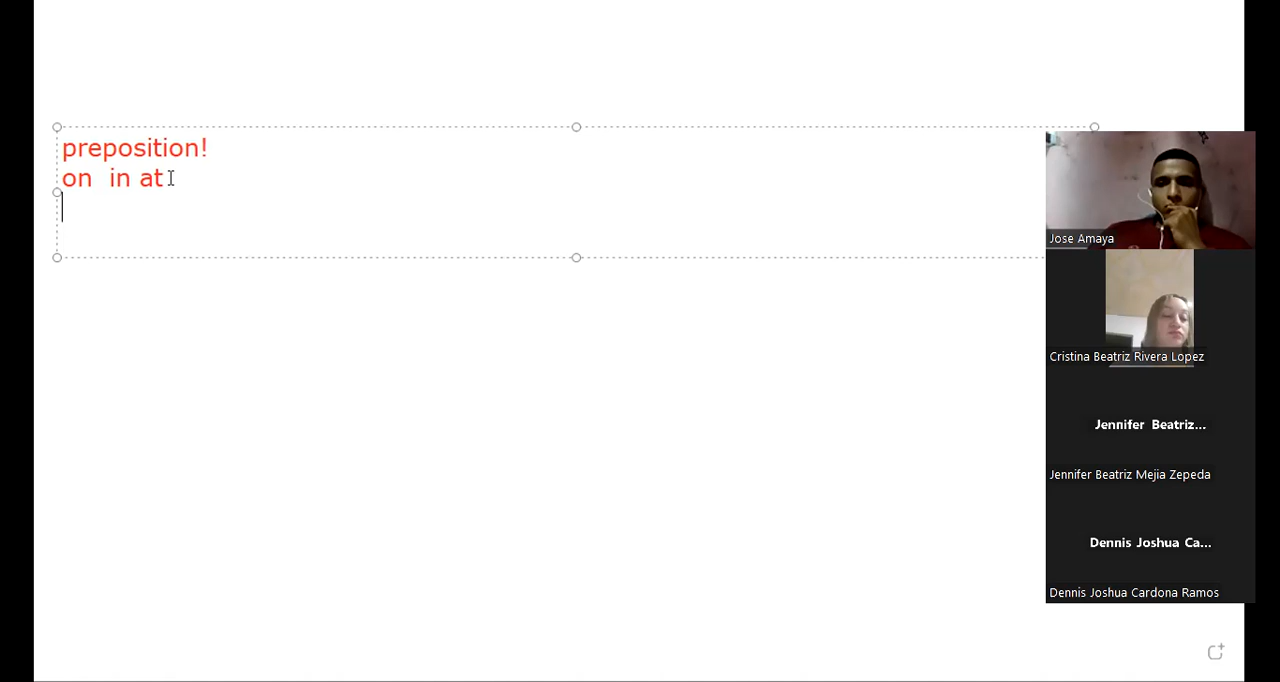 preposition!
on  in at
Jose Amaya
Cristina Beatriz Rivera Lopez
Jennifer Beatriz...
Jennifer Beatriz Mejia Zepeda
Dennis Joshua Ca...
Dennis Joshua Cardona Ramos